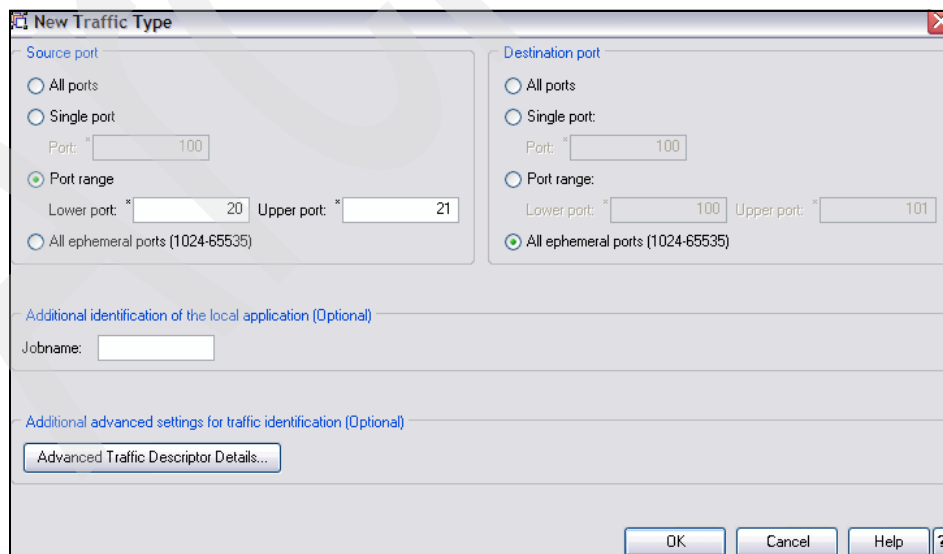 New Traffic Type
Source port
All ports
Single port
Port: * 100
Port range
Lower port: * 20 Upper port: * 21
All ephemeral ports (1024-65535)
Destination port
All ports
Single port:
Port: * 100
Port range:
Lower port: * 100 Upper port: * 101
All ephemeral ports (1024-65535)
Additional identification of the local application (Optional)
Jobname:
Additional advanced settings for traffic identification (Optional)
Advanced Traffic Descriptor Details...
OK Cancel Help ?